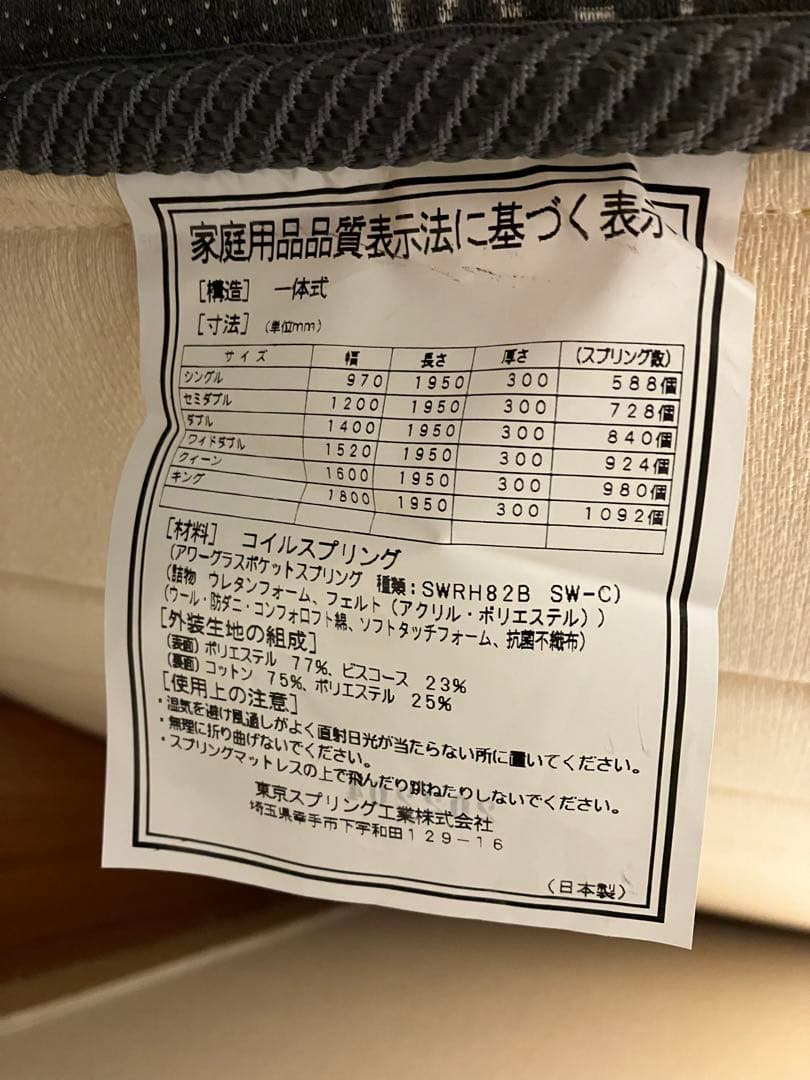 家庭用品品質表示法に基づく表示
[構造] 一体式
[寸法] (単位mm)
サイズ 幅 長さ 厚さ (スプリング数)
シングル 970 1950 300 588個
セミダブル 1200 1950 300 728個
ダブル 1400 1950 300 840個
ワイドダブル 1520 1950 300 924個
クィーン 1600 1950 300 980個
キング 1800 1950 300 1092個
[材料] コイルスプリング
(アワーグラスポケットスプリング 種類:SWRH82B SW-C)
(詰物 ウレタンフォーム、フェルト(アクリル・ポリエステル))
(ウール・防ダニ・コンフォロフト綿、ソフトタッチフォーム、抗菌不織布)
[外装生地の組成]
(表面) ポリエステル 77%、ビスコース 23%
(裏面) コットン 75%、ポリエステル 25%
[使用上の注意]
・湿気を避け風通しがよく直射日光が当たらない所に置いてください。
・無理に折り曲げないでください。
・スプリングマットレスの上で飛んだり跳ねたりしないでください。
東京スプリング工業株式会社
埼玉県幸手市下宇和田129-16
(日本製)